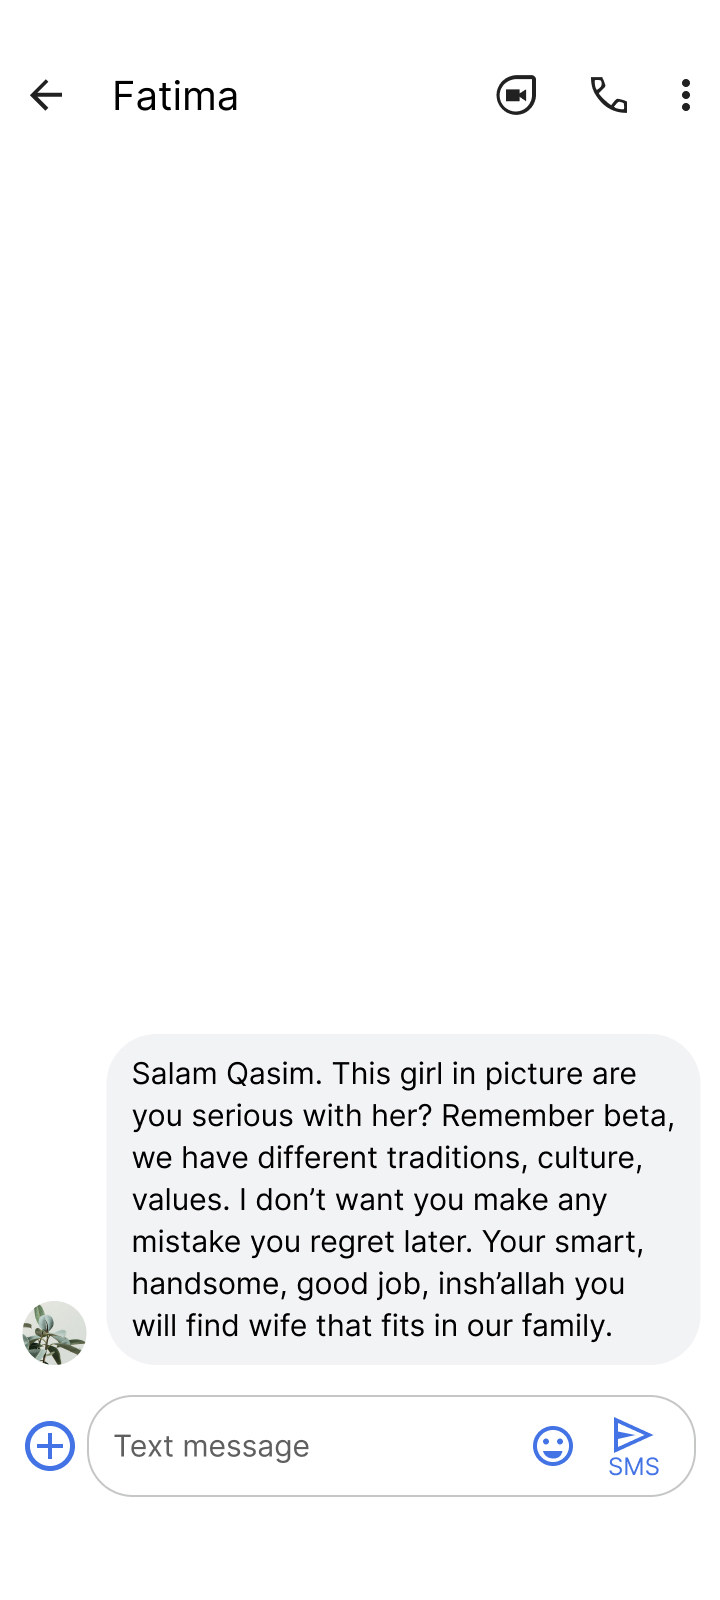 Fatima
Salam Qasim. This girl in picture are
you serious with her? Remember beta,
we have different traditions, culture,
values. I don’t want you make any
mistake you regret later. Your smart,
handsome, good job, insh’allah you
will find wife that fits in our family.
Text message
SMS